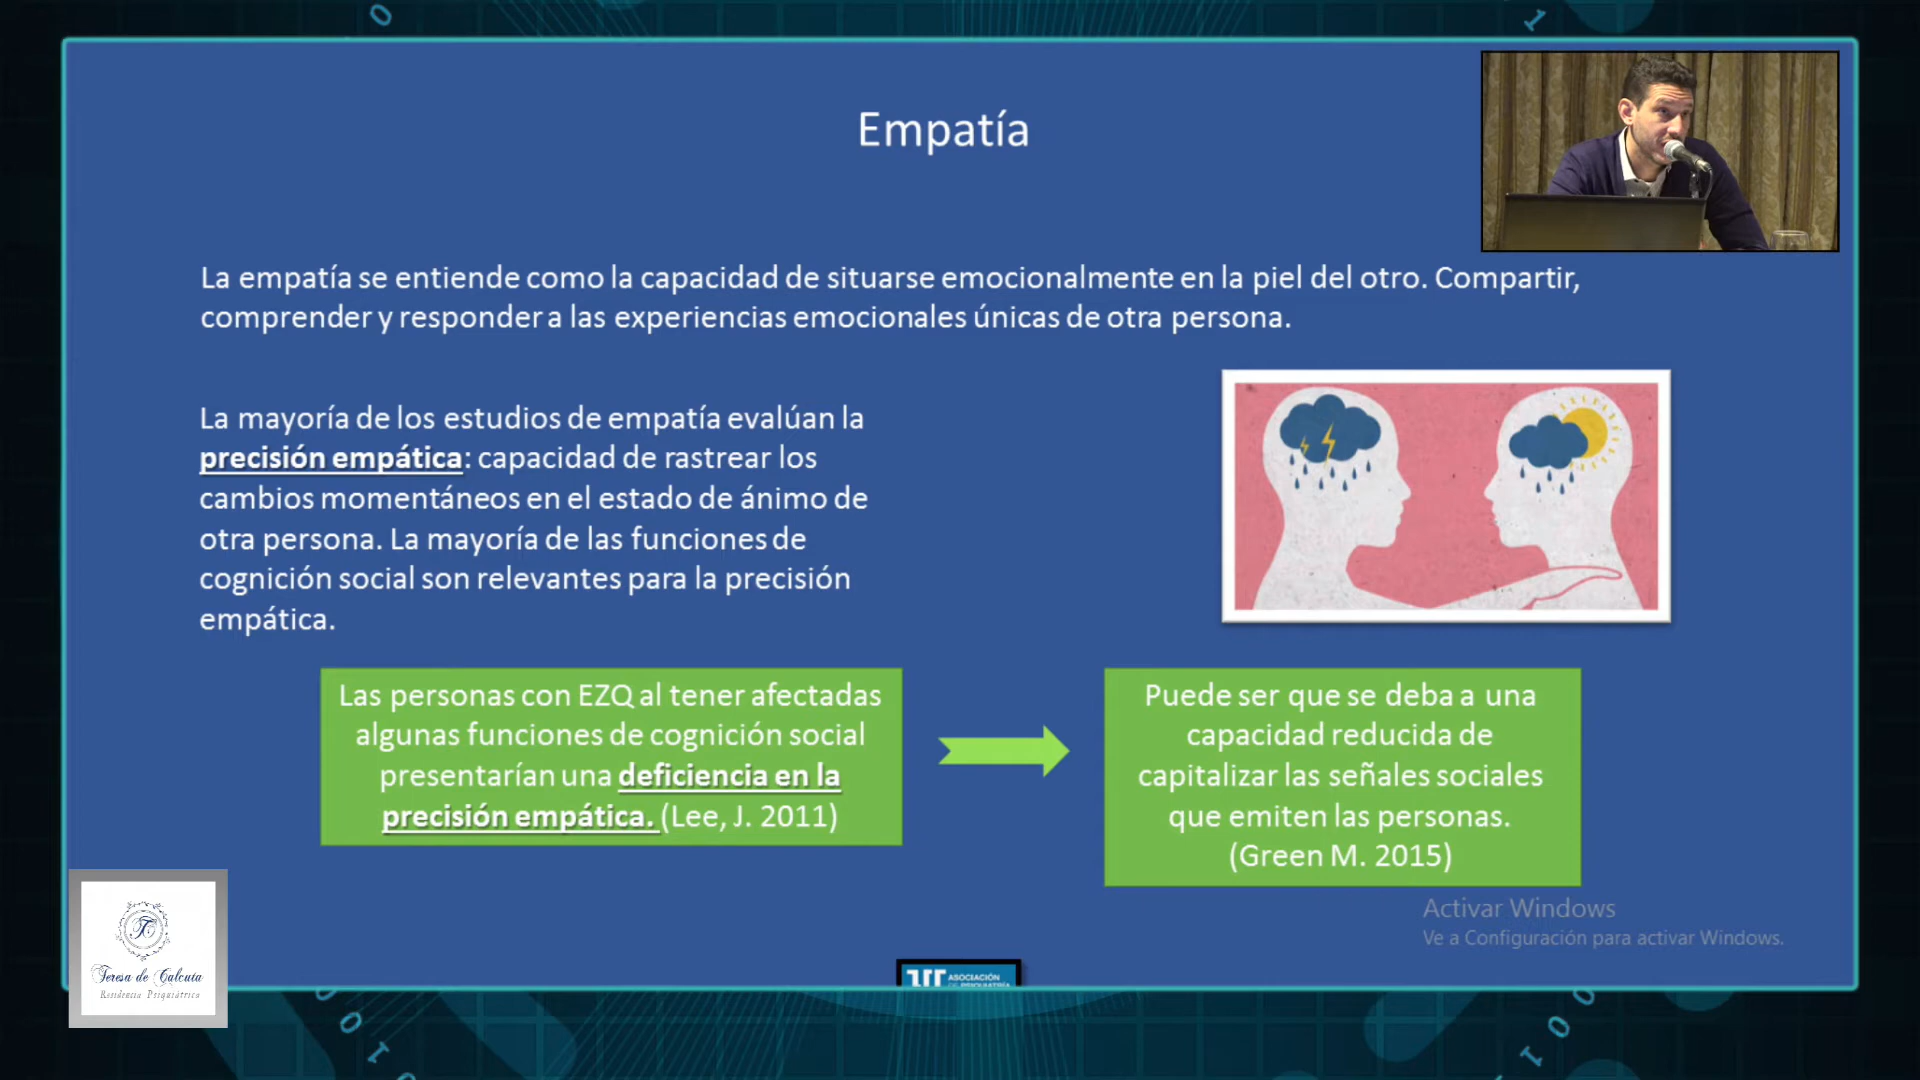 Empatía
La empatía se entiende como la capacidad de situarse emocionalmente en la piel del otro. Compartir,
comprender y responder a las experiencias emocionales únicas de otra persona.
La mayoría de los estudios de empatía evalúan la
precisión empática: capacidad de rastrear los
cambios momentáneos en el estado de ánimo de
otra persona. La mayoría de las funciones de
cognición social son relevantes para la precisión
empática.
Las personas con EZQ al tener afectadas
algunas funciones de cognición social
presentarían una deficiencia en la
precisión empática. (Lee, J. 2011)
Puede ser que se deba a una
capacidad reducida de
capitalizar las señales sociales
que emiten las personas.
(Green M. 2015)
Activar Windows
Ve a Configuración para activar Windows.
Teresa de Calcuta
Residencia Psiquiátrica
ASOCIACIÓN
DE PSIQUIATRÍA